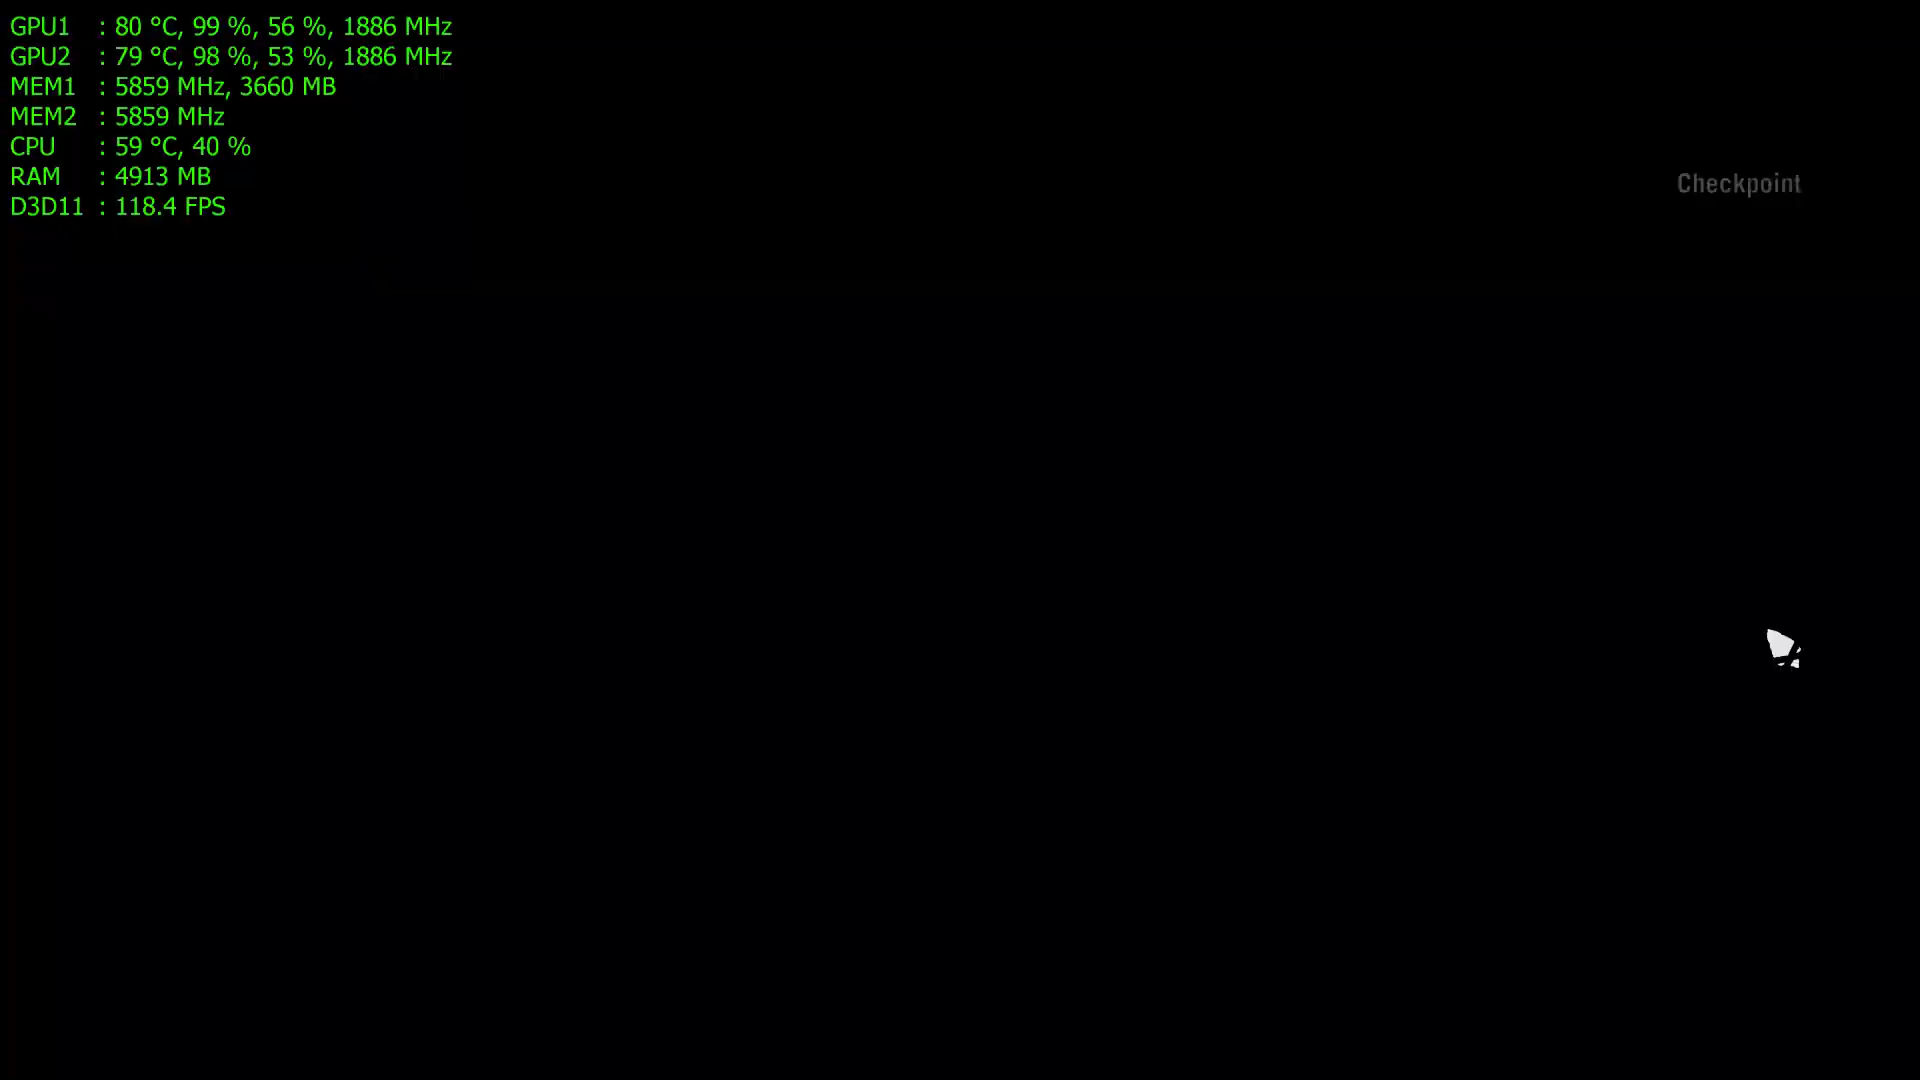 GPU1 : 80 °C, 99 %, 56 %, 1886 MHz
GPU2 : 79 °C, 98 %, 53 %, 1886 MHz
MEM1 : 5859 MHz, 3660 MB
MEM2 : 5859 MHz
CPU : 59 °C, 40 %
RAM : 4913 MB
Checkpoint
D3D11 : 118.4 FPS